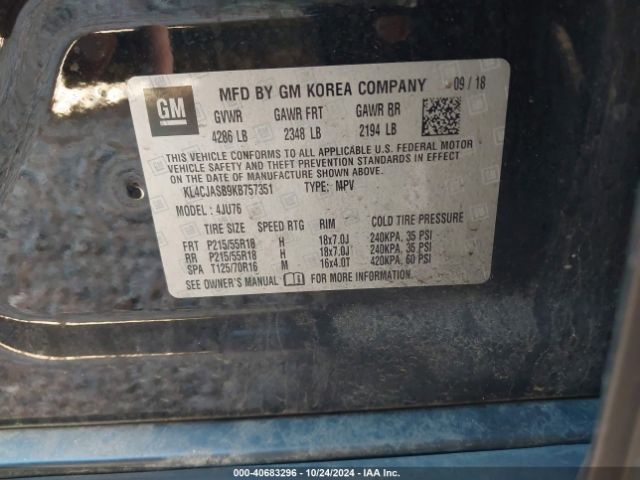 GM
MFD BY GM KOREA COMPANY 09 / 18
GVWR GAWR FRT GAWR RR
4286 LB 2348 LB 2194 LB
THIS VEHICLE CONFORMS TO ALL APPLICABLE U.S. FEDERAL MOTOR
VEHICLE SAFETY AND THEFT PREVENTION STANDARDS IN EFFECT ON
THE DATE OF MANUFACTURE SHOWN ABOVE.
KL4CJASB9KB757351 TYPE: MPV
MODEL : 4JU76
TIRE SIZE SPEED RTG RIM COLD TIRE PRESSURE
FRT P215/55R18 H 18x7.0J 240KPA, 35 PSI
RR P215/55R18 H 18x7.0J 240KPA, 35 PSI
SPA T125/70R16 M 16x4.0T 420KPA, 60 PSI
SEE OWNER'S MANUAL FOR MORE INFORMATION.
000-40683296 - 10/24/2024 - IAA Inc.